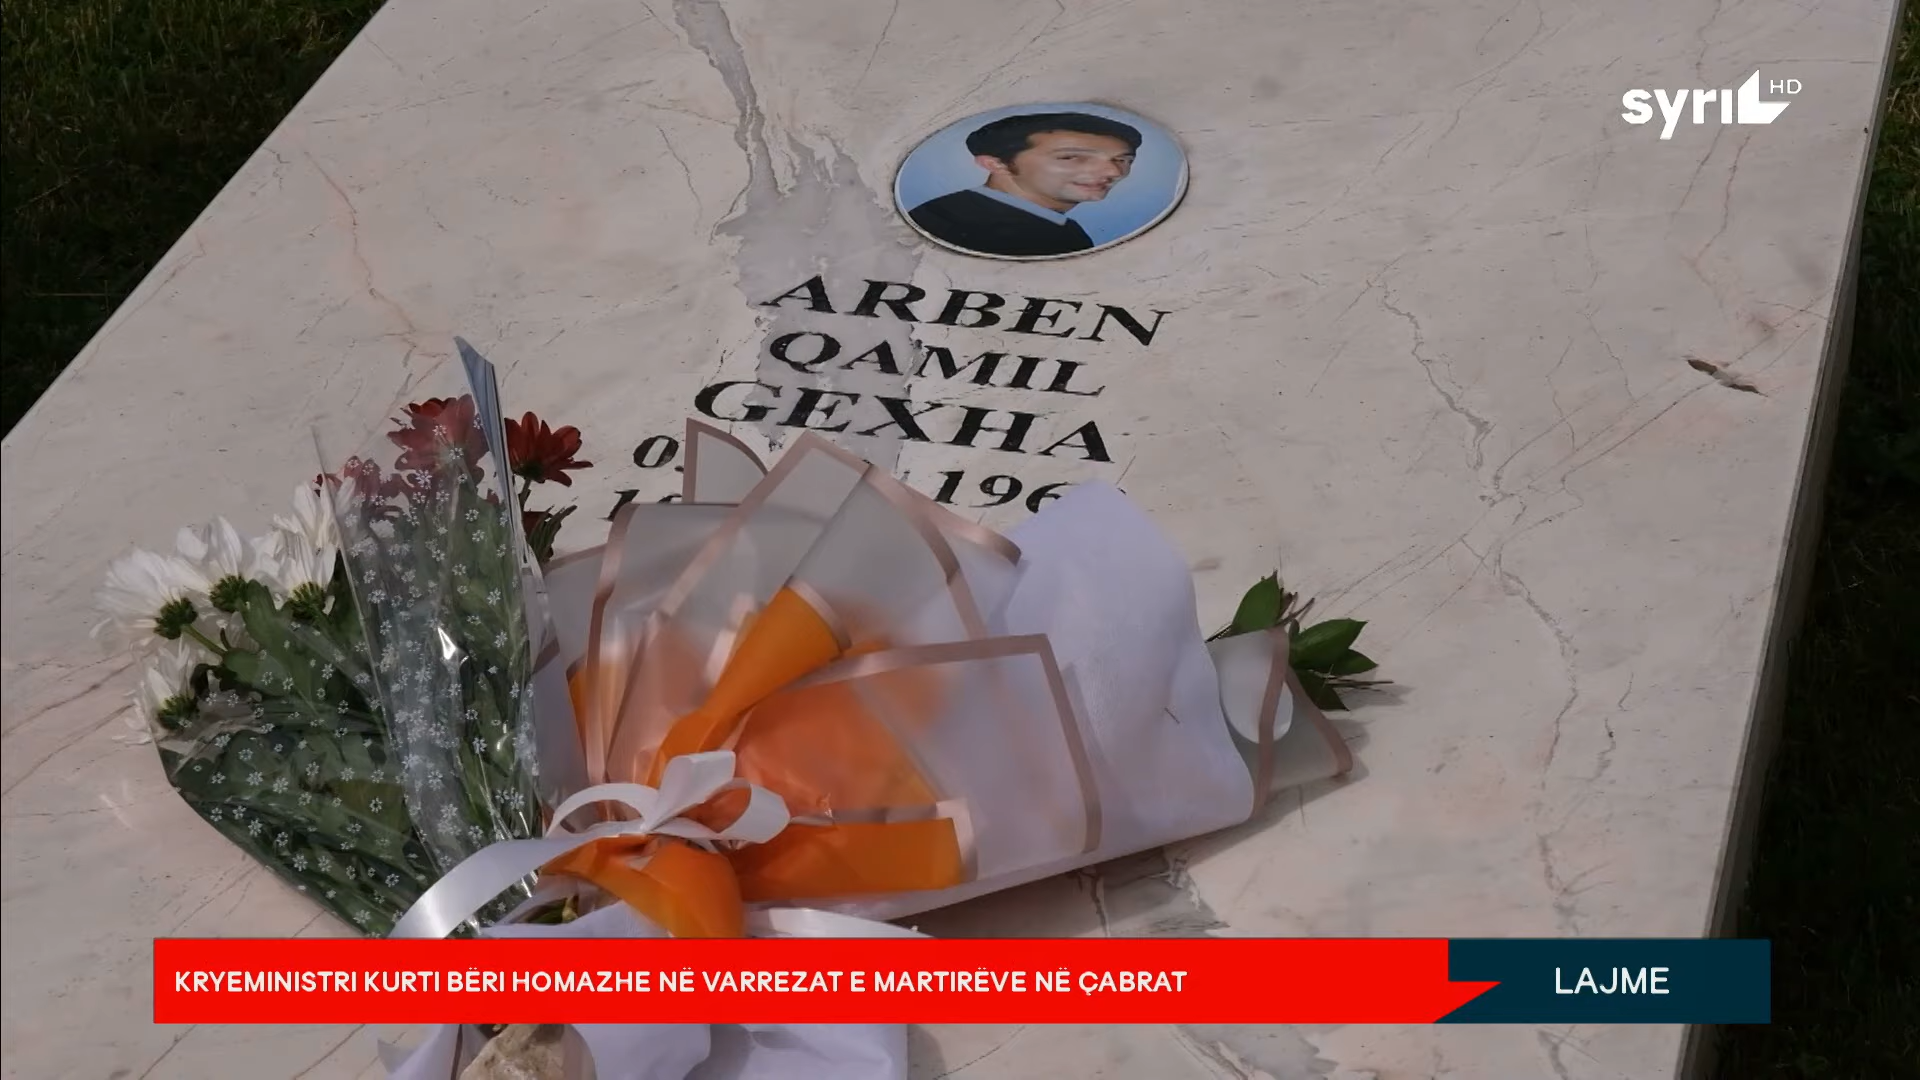 syri HD
ARBEN
QAMIL
GEXHA
KRYEMINISTRI KURTI BËRI HOMAZHE NË VARREZAT E MARTIRËVE NË ÇABRAT
LAJME